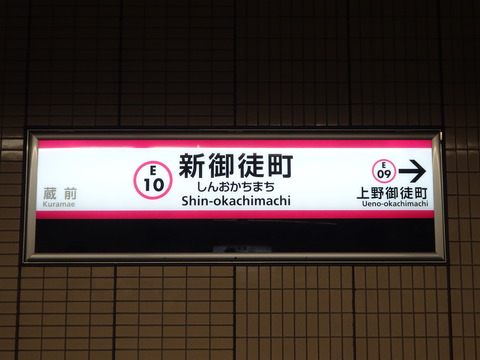 E
10
新御徒町
しんおかちまち
Shin-okachimachi
蔵前
Kuramae
E
09
上野御徒町
Ueno-okachimachi